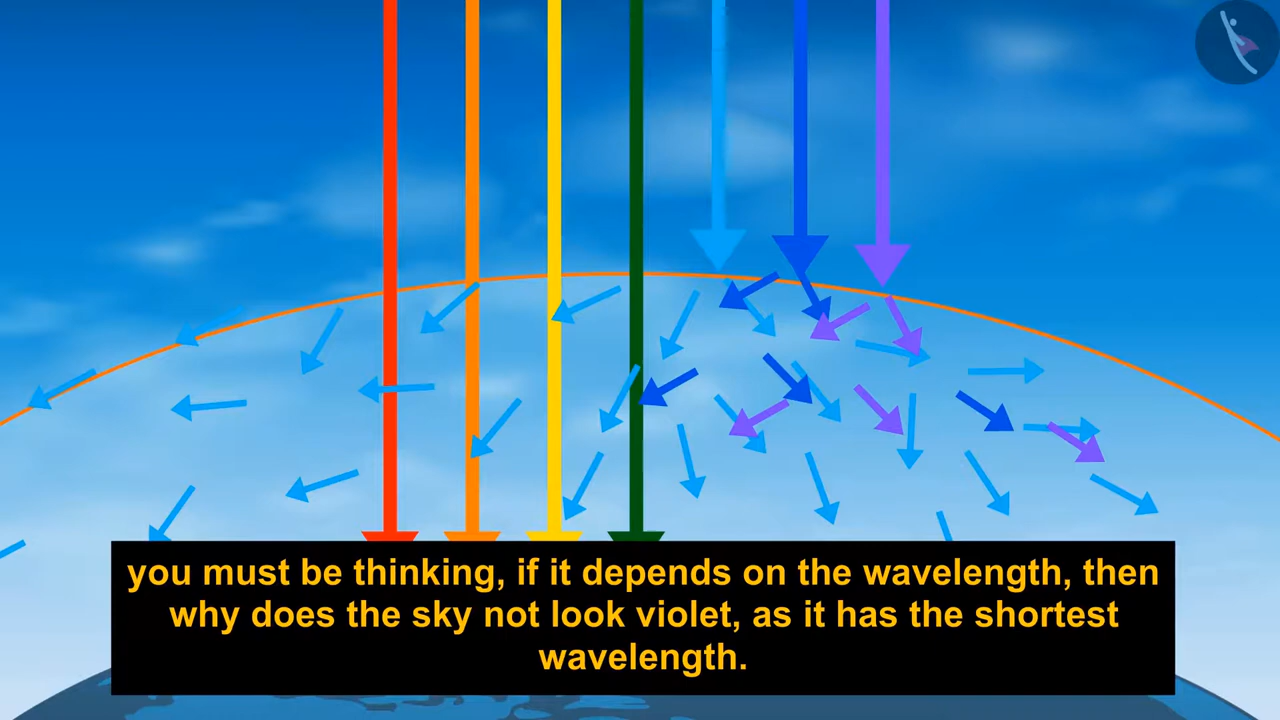 you must be thinking, if it depends on the wavelength, then
why does the sky not look violet, as it has the shortest
wavelength.